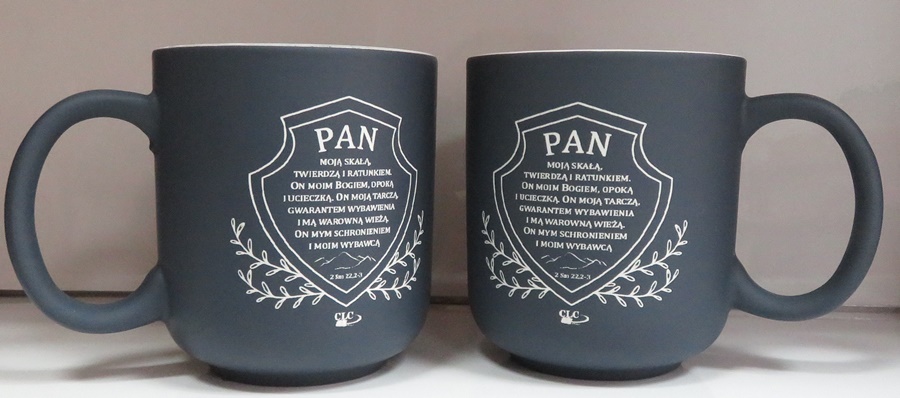 PAN
MOJĄ SKAŁĄ,
TWIERDZĄ I RATUNKIEM.
ON MOIM BOGIEM, OPOKĄ
I UCIECZKĄ. ON MOJĄ TARCZĄ,
GWARANTEM WYBAWIENIA
I MĄ WAROWNĄ WIEŻĄ.
ON MYM SCHRONIENIEM
I MOIM WYBAWCĄ
2 Sam 22,2-3
CLC
PAN
MOJĄ SKAŁĄ,
TWIERDZĄ I RATUNKIEM.
ON MOIM BOGIEM, OPOKĄ
I UCIECZKĄ. ON MOJĄ TARCZĄ,
GWARANTEM WYBAWIENIA
I MĄ WAROWNĄ WIEŻĄ.
ON MYM SCHRONIENIEM
I MOIM WYBAWCĄ
2 Sam 22,2-3
CLC